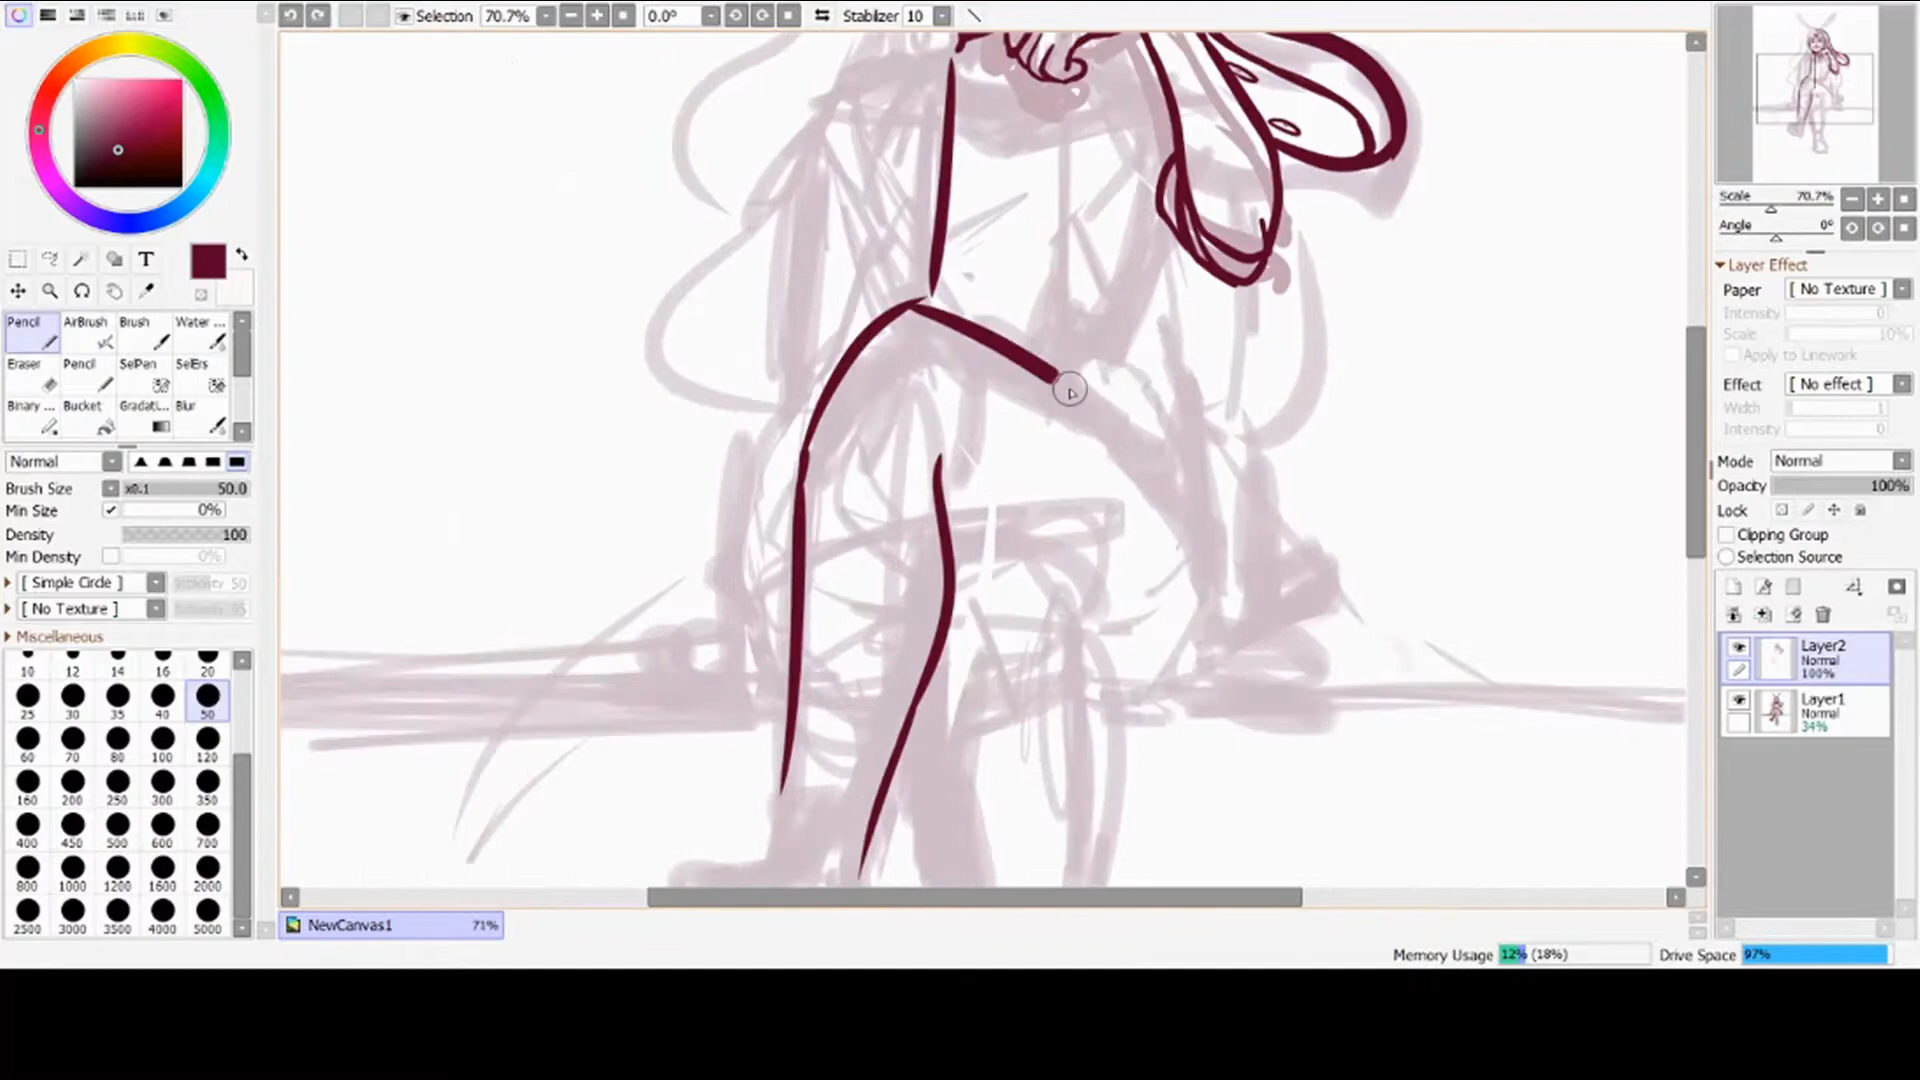 Selection 70.7% 0.0° Stabilizer 10
Scale 70.7%
Angle 0°
Layer Effect
Paper [ No Texture ]
Intensity 0
Scale 10%
Apply to Linework
Effect [ No effect ]
Width 1
Intensity 0
Mode Normal
Opacity 100%
Lock
Clipping Group
Selection Source
Layer2
Normal
100%
Layer1
Normal
34%
T
Pencil AirBrush Brush Water ...
Eraser Pencil SePen SelErs
Binary ... Bucket Gradati... Blur
Normal
Brush Size x0.1 50.0
Min Size 0%
Density 100
Min Density 0%
[ Simple Circle ] 50
[ No Texture ]
Miscellaneous
10 12 14 16 20
25 30 35 40 50
60 70 80 100 120
160 200 250 300 350
400 450 500 600 700
800 1000 1200 1600 2000
2500 3000 3500 4000 5000
NewCanvas1 71%
Memory Usage 12% (18%) Drive Space 97%